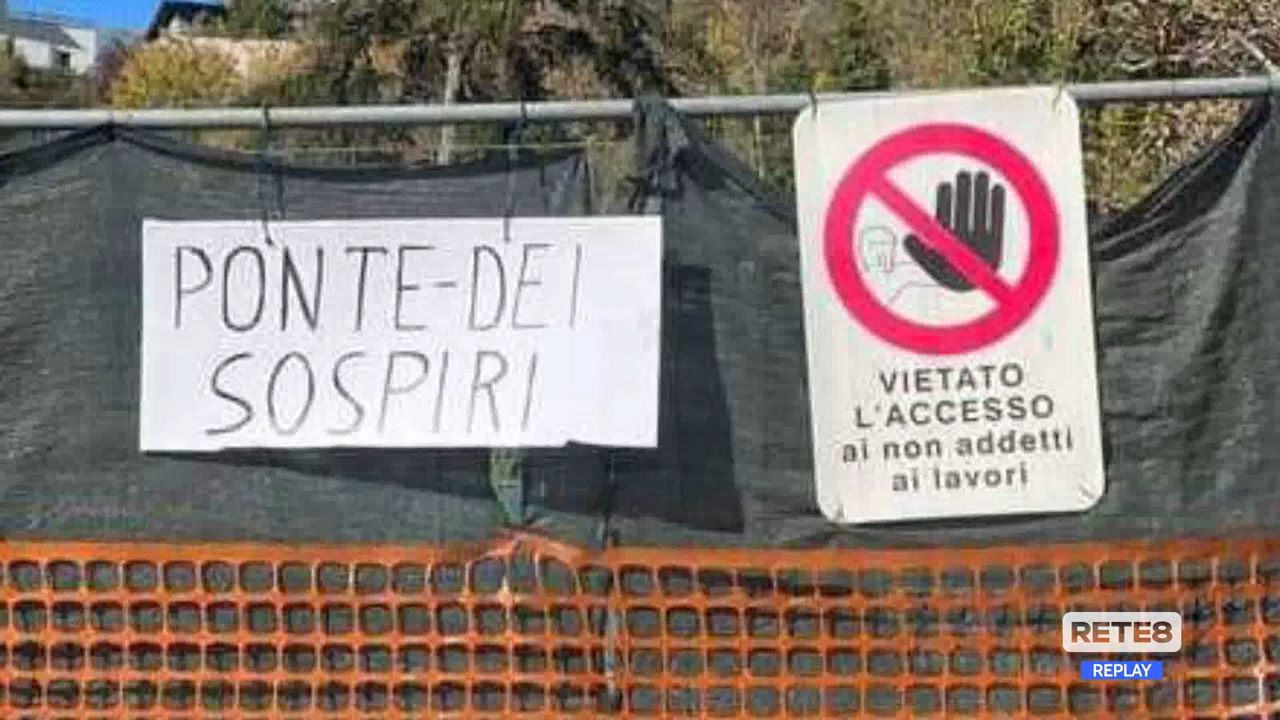 PONTE-DEI
SOSPIRI
VIETATO
L'ACCESSO
ai non addetti
ai lavori
RETE8
REPLAY